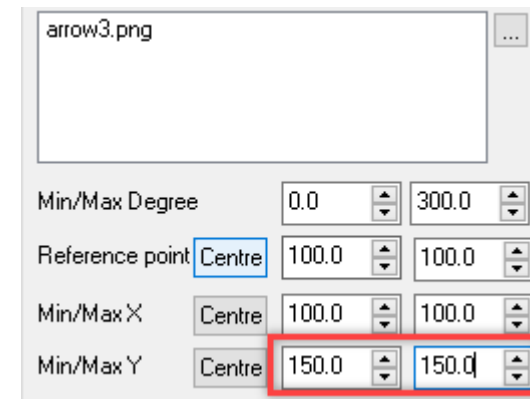 arrow3.png
...
Min/Max Degree 0.0 300.0
Reference point Centre 100.0 100.0
Min/Max X Centre 100.0 100.0
Min/Max Y Centre 150.0 150.0